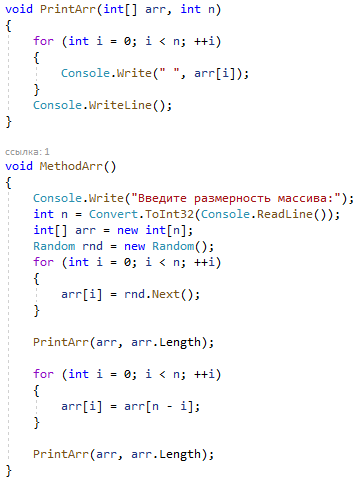 void PrintArr(int[] arr, int n)
{
    for (int i = 0; i < n; ++i)
    {
        Console.Write(" ", arr[i]);
    }
    Console.WriteLine();
}
ссылка: 1
void MethodArr()
{
    Console.Write("Введите размерность массива:");
    int n = Convert.ToInt32(Console.ReadLine());
    int[] arr = new int[n];
    Random rnd = new Random();
    for (int i = 0; i < n; ++i)
    {
        arr[i] = rnd.Next();
    }
    PrintArr(arr, arr.Length);
    for (int i = 0; i < n; ++i)
    {
        arr[i] = arr[n - i];
    }
    PrintArr(arr, arr.Length);
}